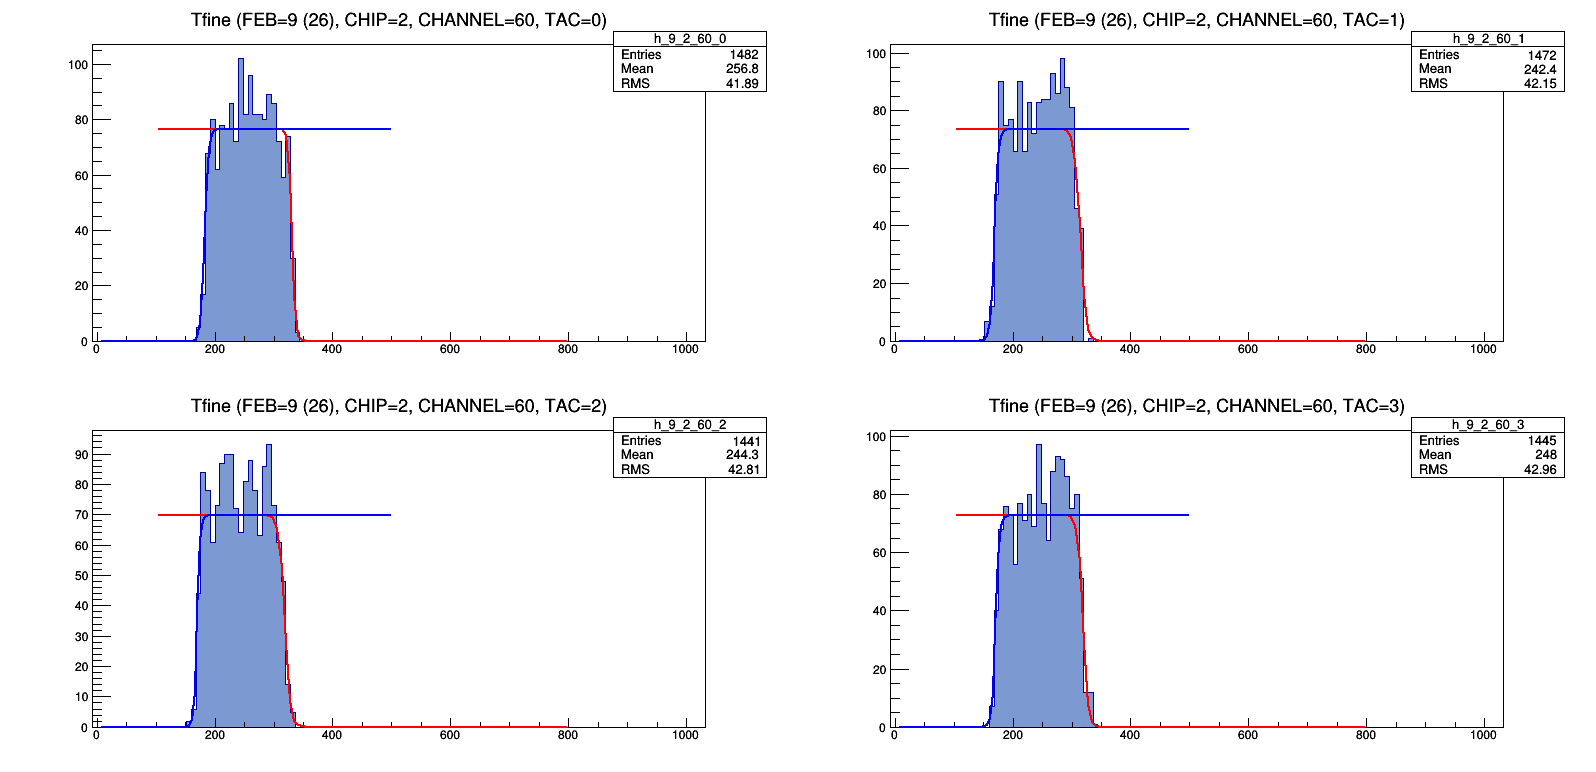 Tfine (FEB=9 (26), CHIP=2, CHANNEL=60, TAC=0)
h_9_2_60_0
Entries 1482
Mean 256.8
RMS 41.89
100
80
60
40
20
0
0 200 400 600 800 1000
Tfine (FEB=9 (26), CHIP=2, CHANNEL=60, TAC=1)
h_9_2_60_1
Entries 1472
Mean 242.4
RMS 42.15
100
80
60
40
20
0
0 200 400 600 800 1000
Tfine (FEB=9 (26), CHIP=2, CHANNEL=60, TAC=2)
h_9_2_60_2
Entries 1441
Mean 244.3
RMS 42.81
90
80
70
60
50
40
30
20
10
0
0 200 400 600 800 1000
Tfine (FEB=9 (26), CHIP=2, CHANNEL=60, TAC=3)
h_9_2_60_3
Entries 1445
Mean 248
RMS 42.96
100
80
60
40
20
0
0 200 400 600 800 1000